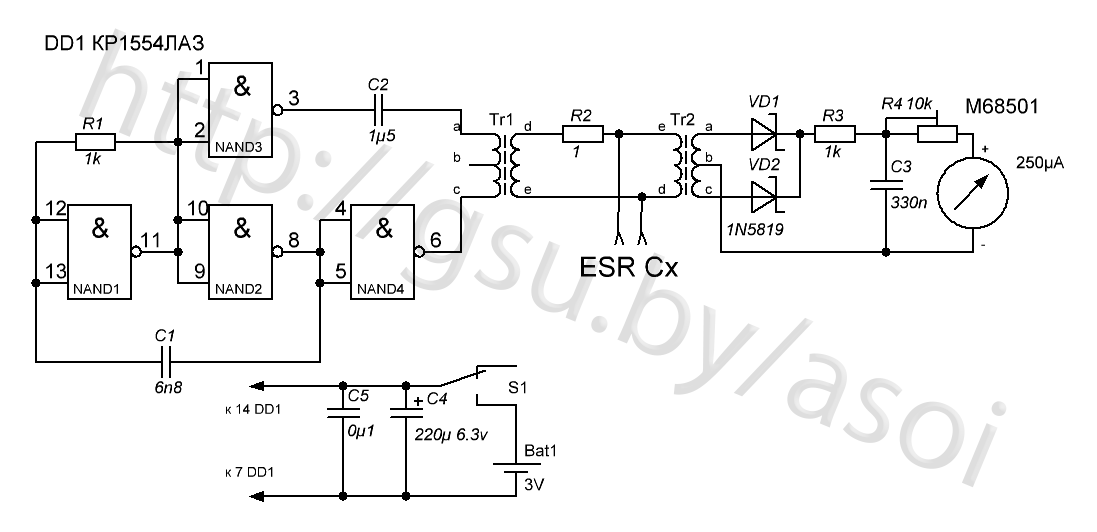 DD1 КР1554ЛА3
1
2
&
3
NAND3
R1
1k
C2
1µ5
12
13
&
11
NAND1
10
9
&
8
NAND2
4
5
&
6
NAND4
C1
6n8
a
b
c
Tr1
d
e
R2
1
ESR Cx
e
d
Tr2
a
b
c
VD1
VD2
1N5819
R3
1k
R4 10k
C3
330n
M68501
+
250µA
-
S1
к 14 DD1
C5
0µ1
+ C4
220µ 6.3v
Bat1
3V
к 7 DD1
http://gsu.by/asoi